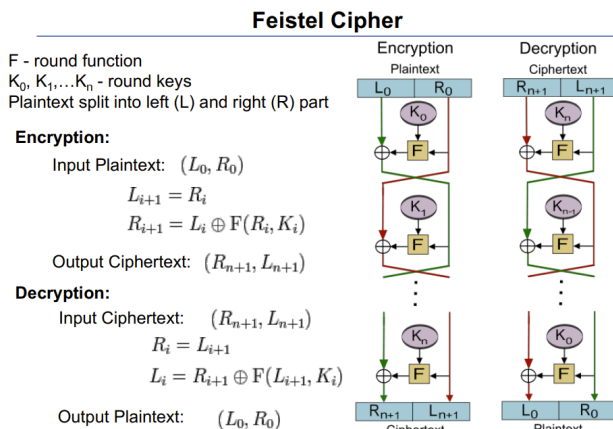 Feistel Cipher
F - round function
K₀, K₁,…Kₙ - round keys
Plaintext split into left (L) and right (R) part
Encryption:
Input Plaintext: (L₀, R₀)
Lᵢ₊₁ = Rᵢ
Rᵢ₊₁ = Lᵢ ⊕ F(Rᵢ, Kᵢ)
Output Ciphertext: (Rₙ₊₁, Lₙ₊₁)
Decryption:
Input Ciphertext: (Rₙ₊₁, Lₙ₊₁)
Rᵢ = Lᵢ₊₁
Lᵢ = Rᵢ₊₁ ⊕ F(Lᵢ₊₁, Kᵢ)
Output Plaintext: (L₀, R₀)
Encryption
Plaintext
L₀ R₀
K₀
F
K₁
F
⋮
Kₙ
F
Rₙ₊₁ Lₙ₊₁
Ciphertext
Decryption
Ciphertext
Rₙ₊₁ Lₙ₊₁
Kₙ
F
Kₙ₋₁
F
⋮
K₀
F
L₀ R₀
Plaintext